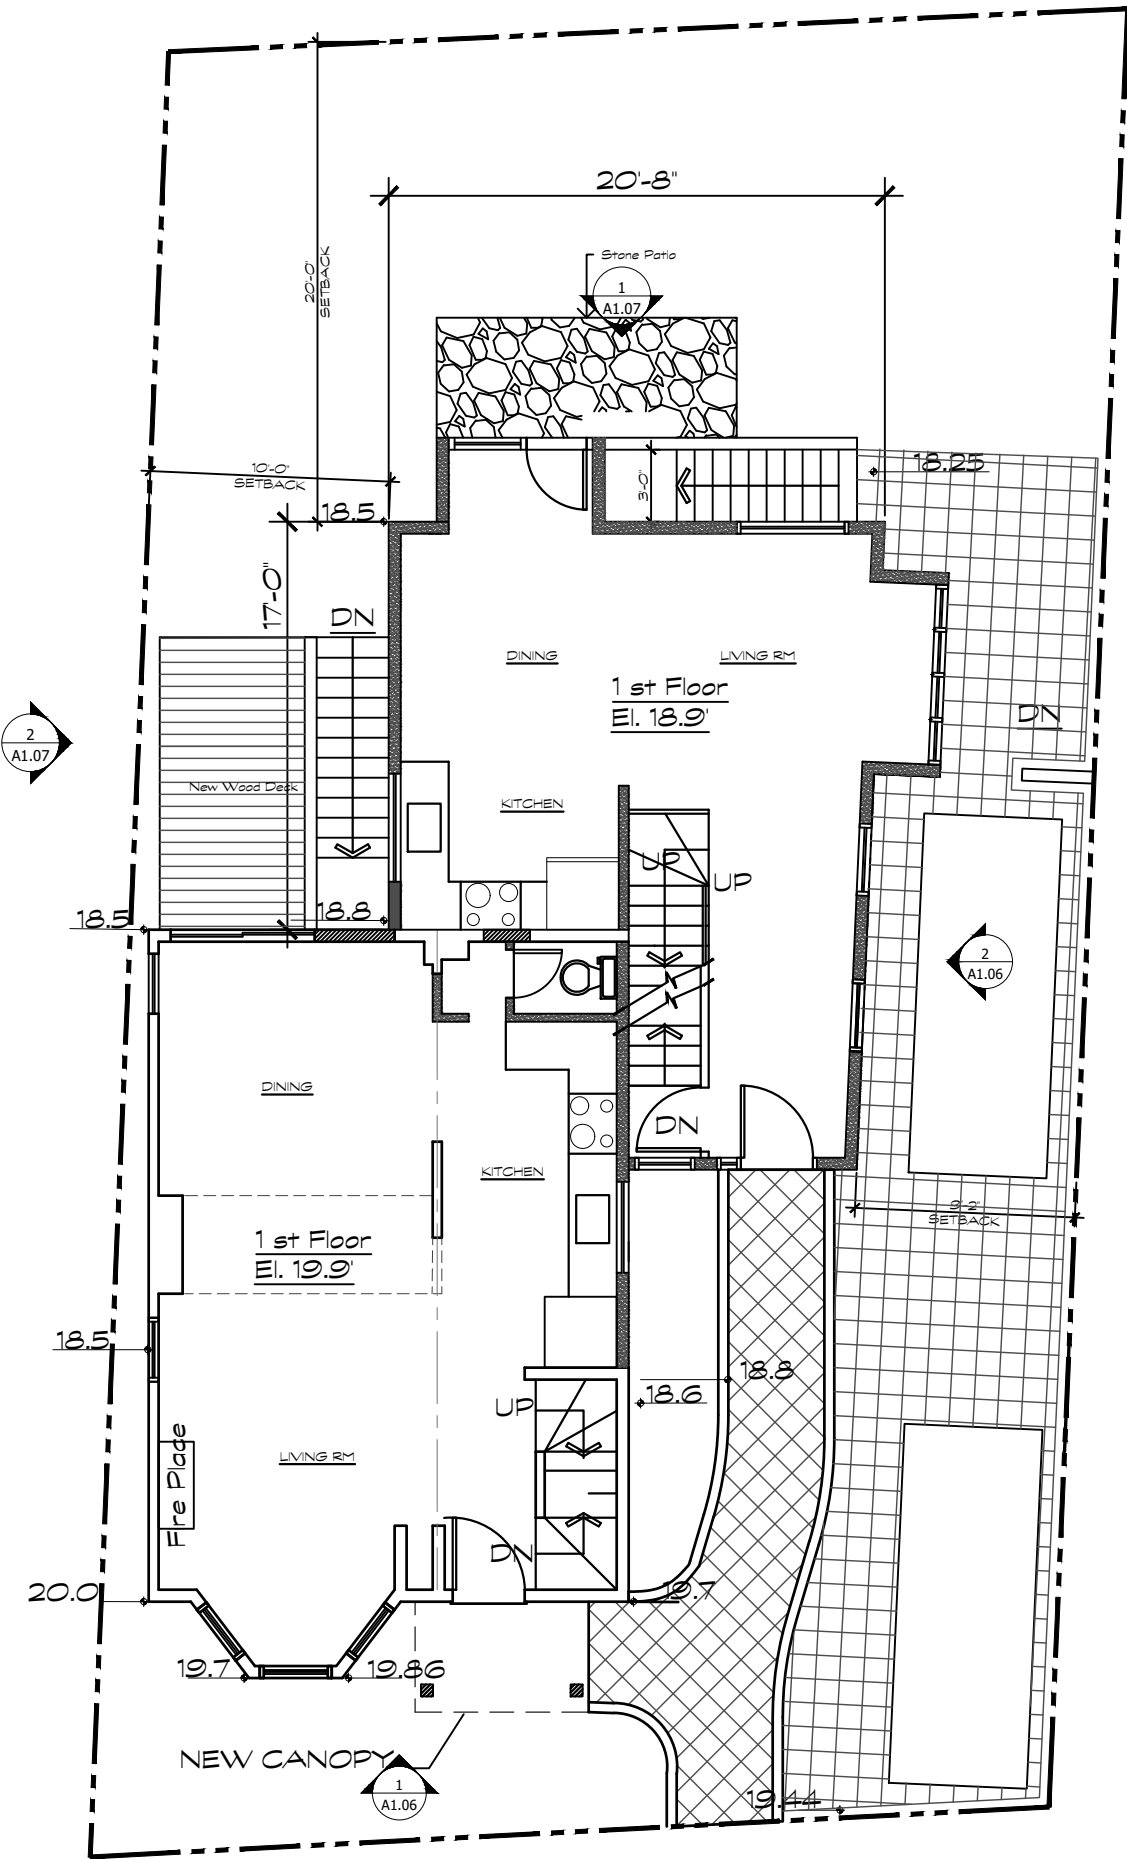 20'-8"
Stone Patio
1
A1.07
20'-0"
SETBACK
10'-0"
SETBACK
3'-0"
18.25
18.5
17'-0"
DN
DINING
LIVING RM
1 st Floor
El. 18.9'
DN
2
A1.07
New Wood Deck
KITCHEN
UP
UP
18.5
18.8
2
A1.06
DINING
DN
KITCHEN
9'-2"
SETBACK
1 st Floor
El. 19.9'
18.5
18.8
18.6
UP
Fire Place
LIVING RM
DN
20.0
19.7
19.7
19.86
NEW CANOPY
1
A1.06
19.44